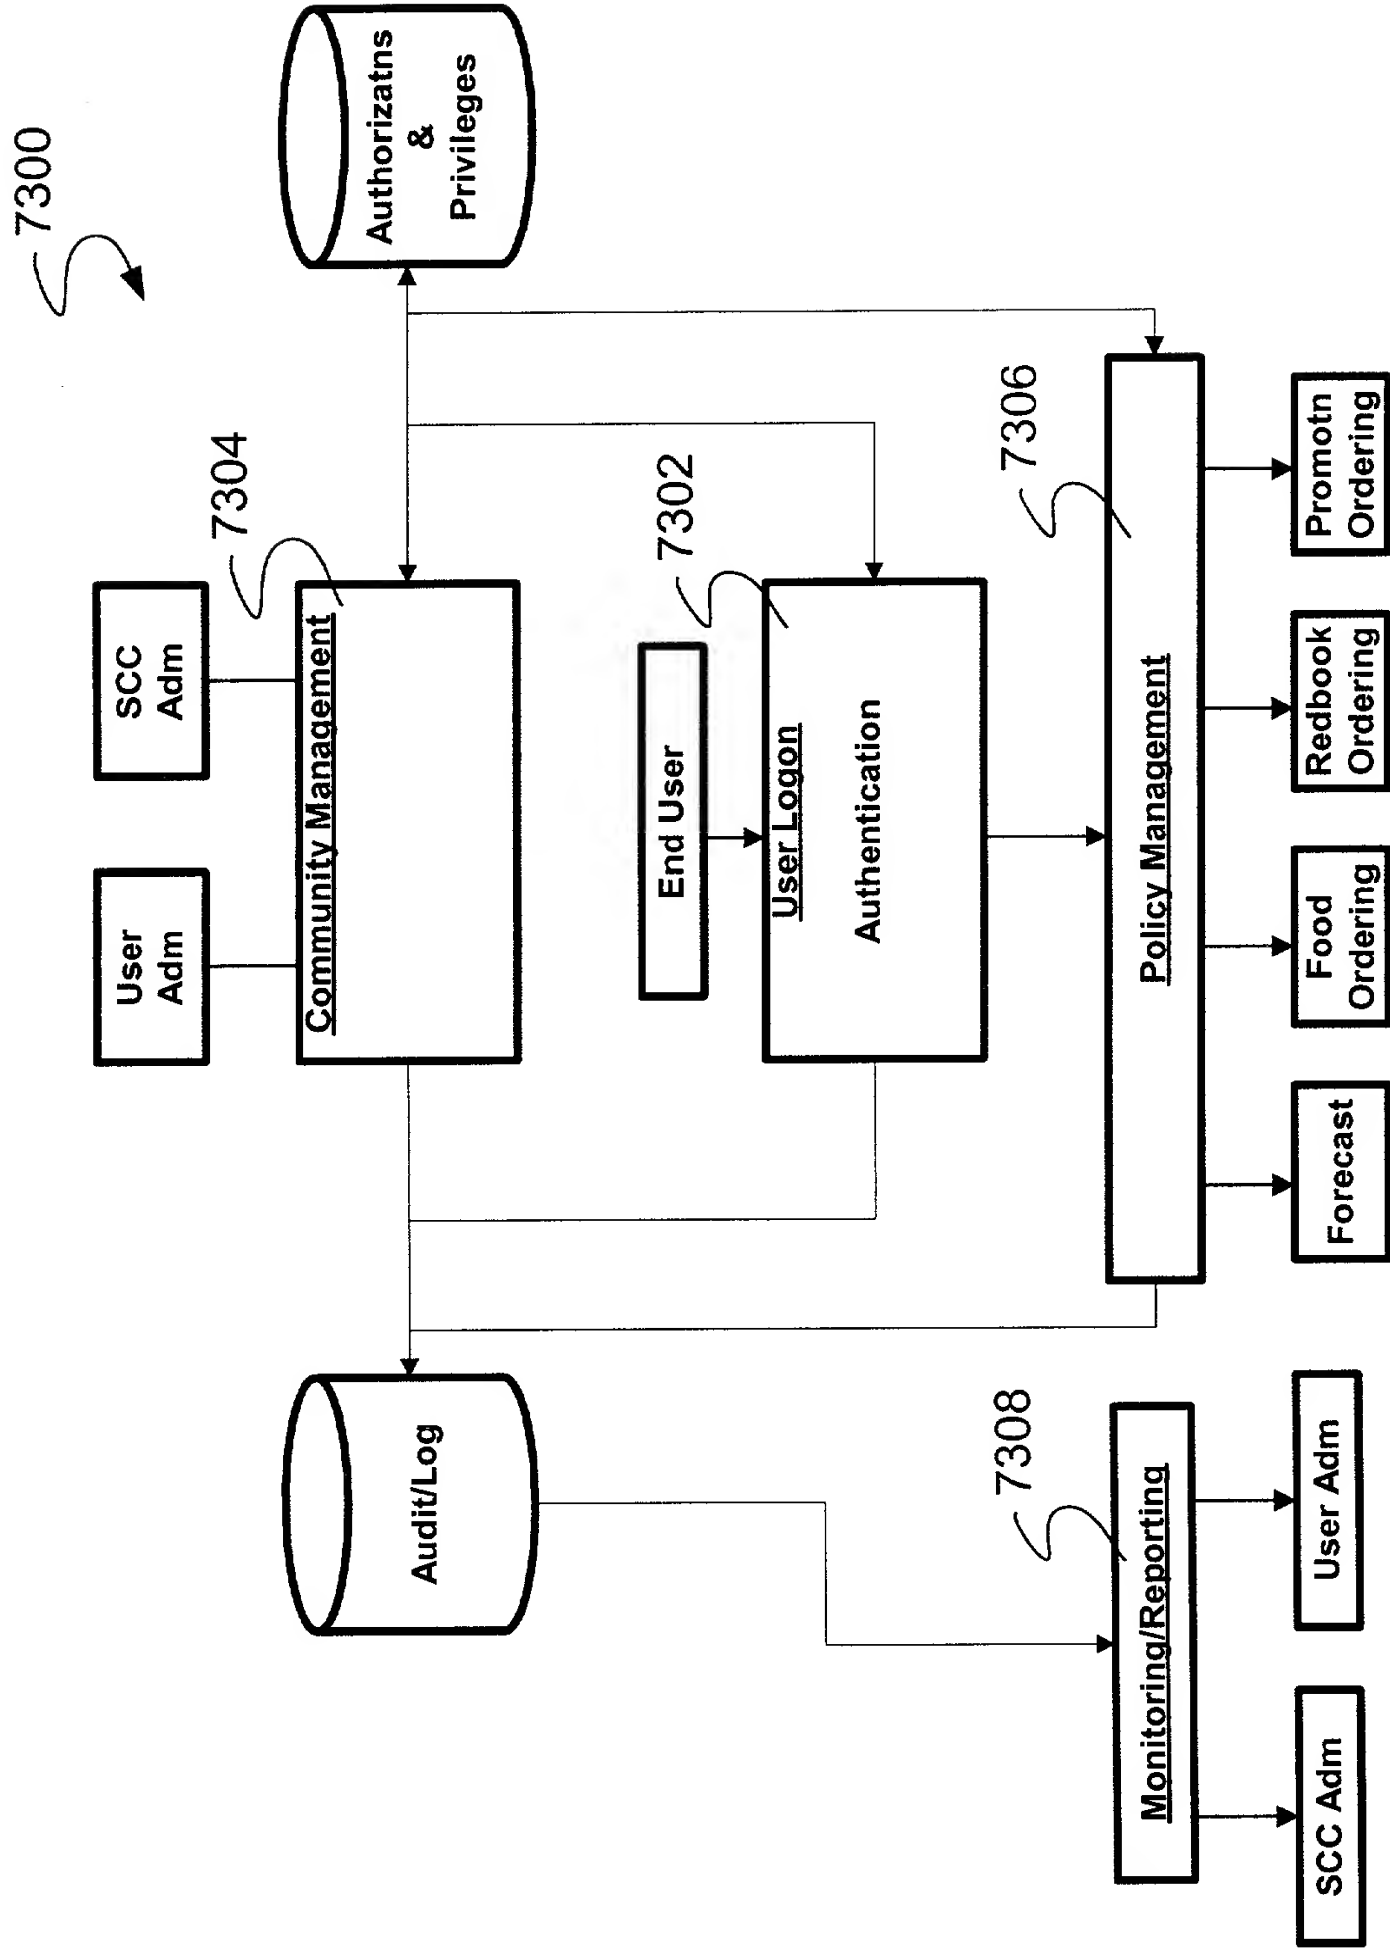 7300
User
Adm
SCC
Adm
7304
Community Management
Audit/Log
Authorizatns
&
Privileges
End User
7302
User Logon
Authentication
7308
Monitoring/Reporting
7306
Policy Management
SCC Adm
User Adm
Forecast
Food
Ordering
Redbook
Ordering
Promotn
Ordering